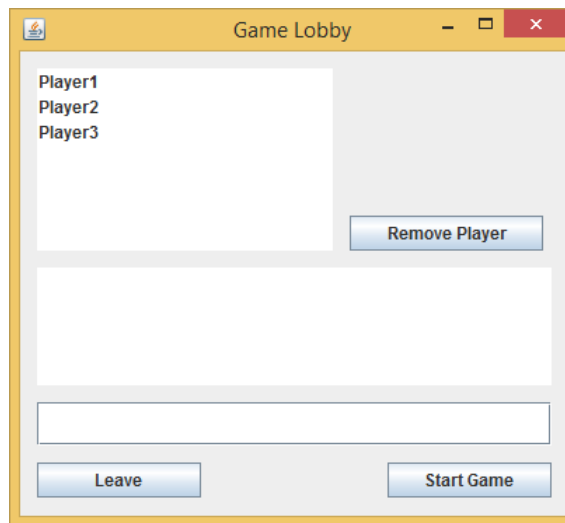 Game Lobby
Player1
Player2
Player3
Remove Player
Leave
Start Game